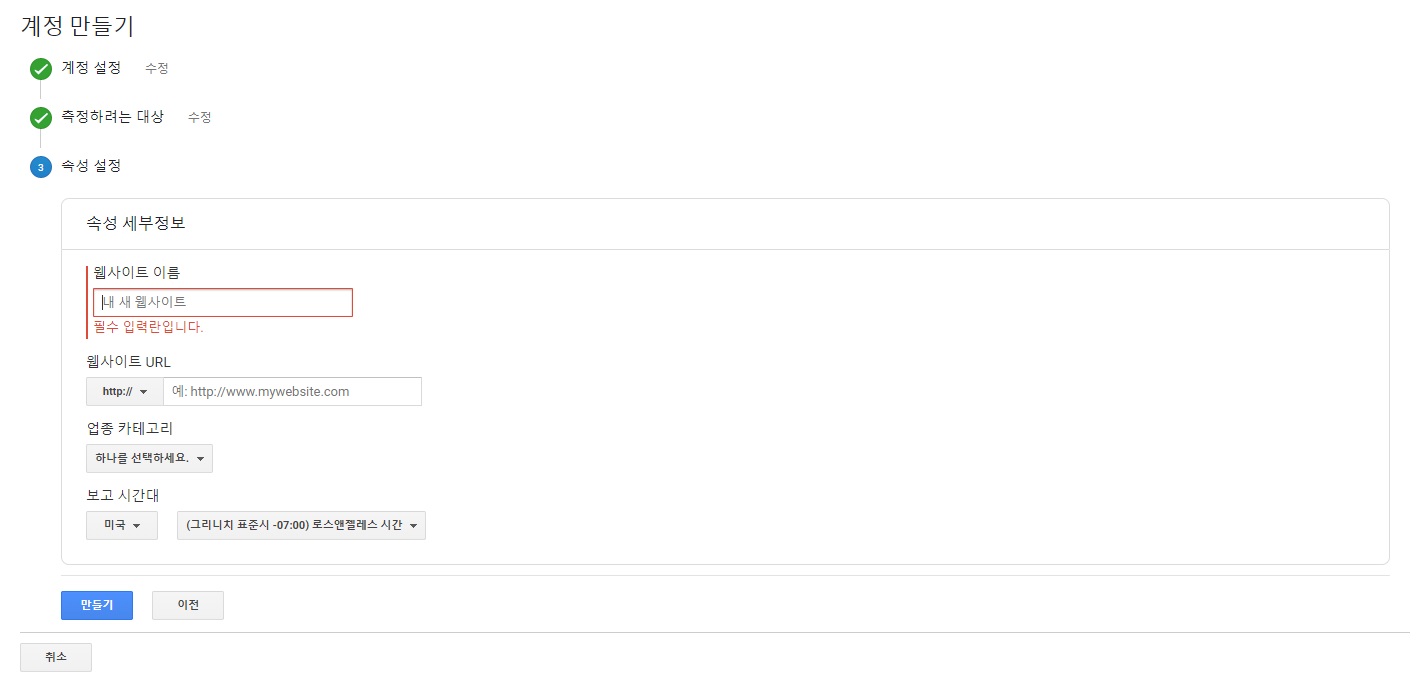 계정 만들기
계정 설정 수정
측정하려는 대상 수정
3 속성 설정
속성 세부정보
웹사이트 이름
내 새 웹사이트
필수 입력란입니다.
웹사이트 URL
http:// 예: http://www.mywebsite.com
업종 카테고리
하나를 선택하세요.
보고 시간대
미국 (그리니치 표준시 -07:00) 로스앤젤레스 시간
만들기 이전
취소